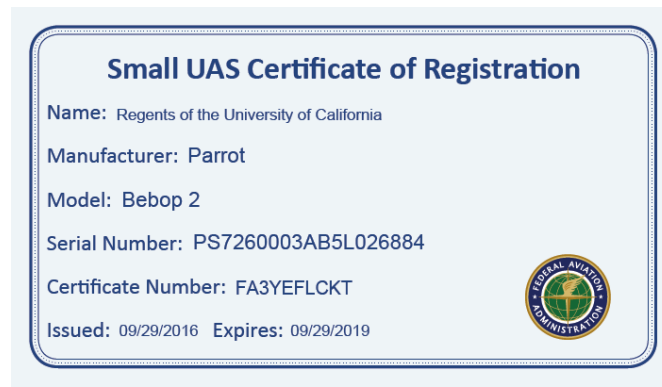 Small UAS Certificate of Registration
Name: Regents of the University of California
Manufacturer: Parrot
Model: Bebop 2
Serial Number: PS7260003AB5L026884
Certificate Number: FA3YEFLCKT
Issued: 09/29/2016 Expires: 09/29/2019
FEDERAL AVIATION
ADMINISTRATION